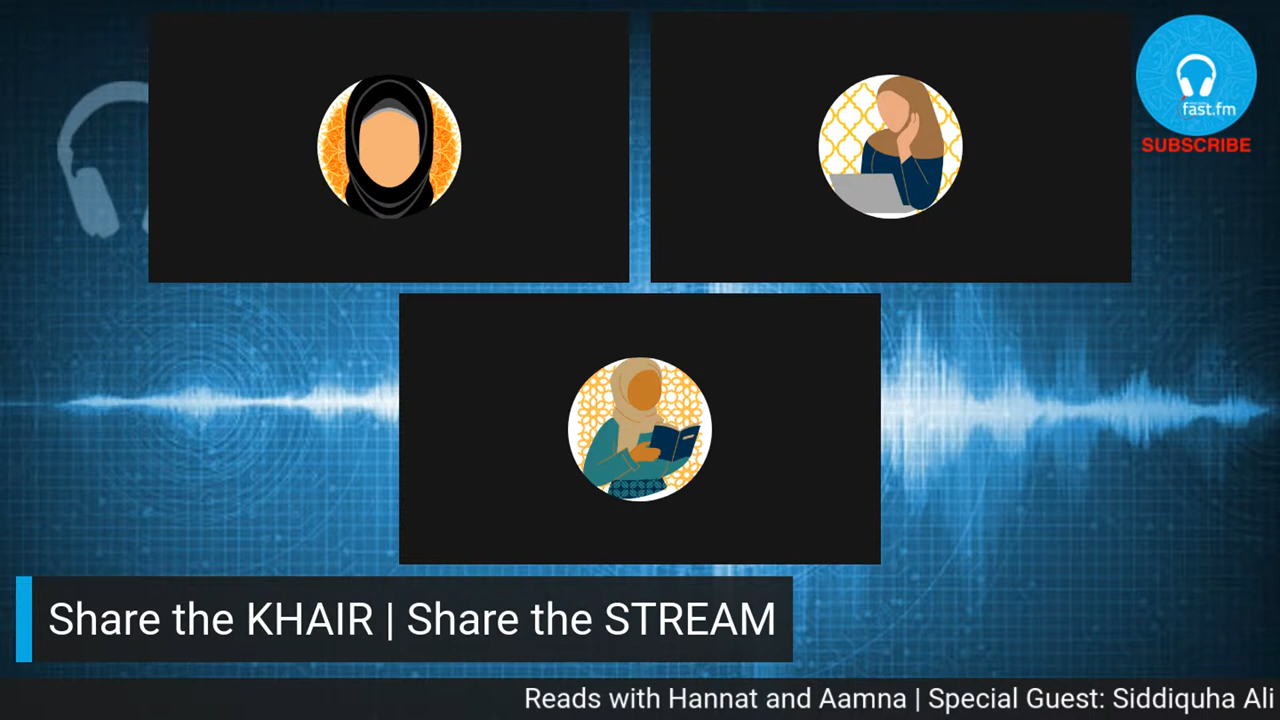 fast.fm
SUBSCRIBE
Share the KHAIR | Share the STREAM
Reads with Hannat and Aamna | Special Guest: Siddiquha Ali